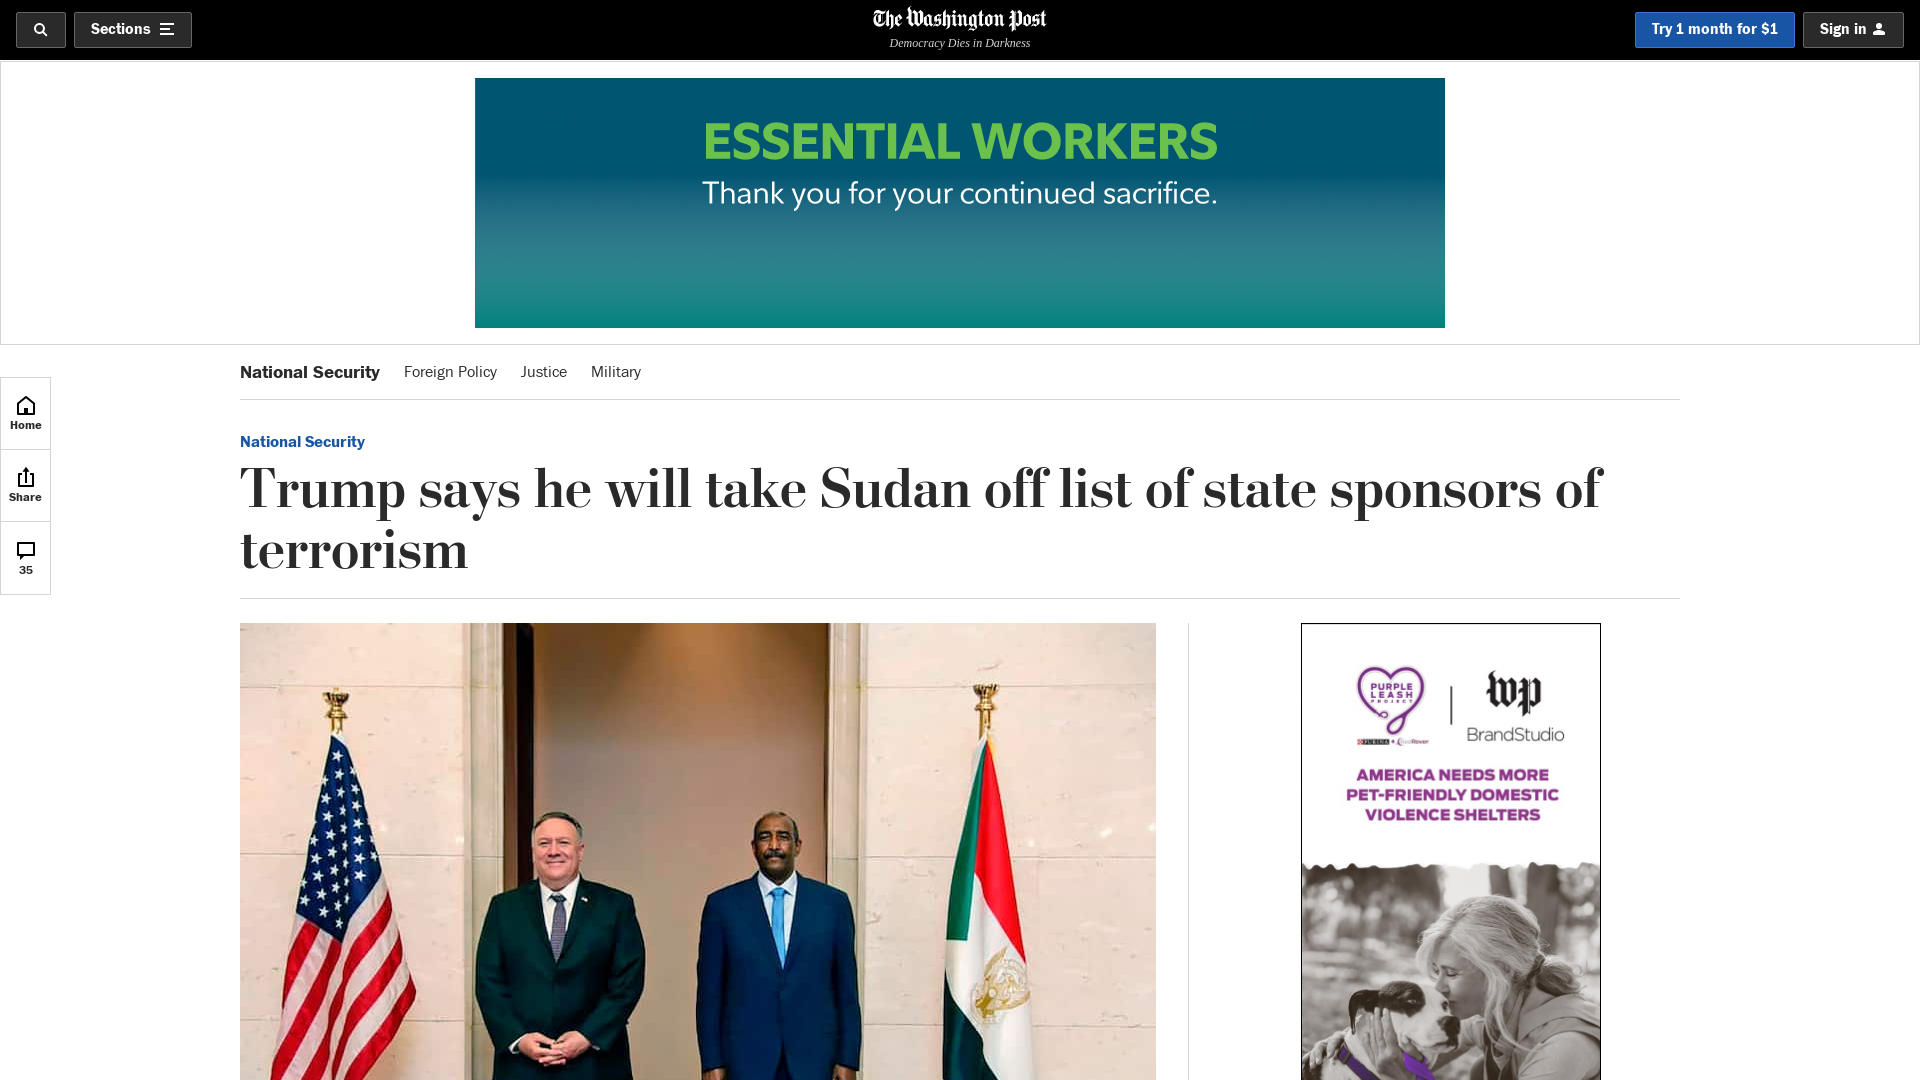 Sections
The Washington Post
Democracy Dies in Darkness
Try 1 month for $1
Sign in
ESSENTIAL WORKERS
Thank you for your continued sacrifice.
National Security
Foreign Policy
Justice
Military
Home
Share
35
National Security
Trump says he will take Sudan off list of state sponsors of
terrorism
PURPLE
LEASH
PROJECT
PURINA
wp
BrandStudio
AMERICA NEEDS MORE
PET-FRIENDLY DOMESTIC
VIOLENCE SHELTERS